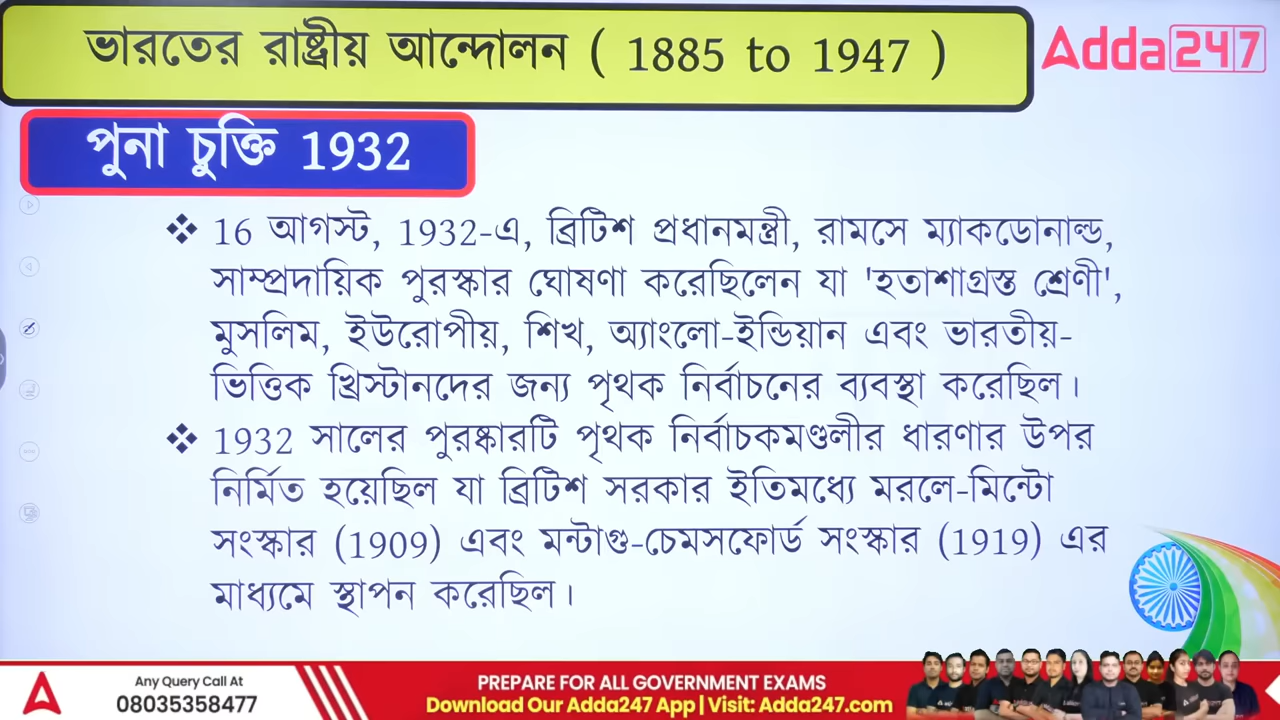 ভারতের রাষ্ট্রীয় আন্দোলন ( 1885 to 1947 )
Adda247
পুনা চুক্তি 1932
❖ 16 আগস্ট, 1932-এ, ব্রিটিশ প্রধানমন্ত্রী, রামসে ম্যাকডোনাল্ড,
সাম্প্রদায়িক পুরস্কার ঘোষণা করেছিলেন যা 'হতাশাগ্রস্ত শ্রেণী',
মুসলিম, ইউরোপীয়, শিখ, অ্যাংলো-ইন্ডিয়ান এবং ভারতীয়-
ভিত্তিক খ্রিস্টানদের জন্য পৃথক নির্বাচনের ব্যবস্থা করেছিল।
❖ 1932 সালের পুরষ্কারটি পৃথক নির্বাচকমণ্ডলীর ধারণার উপর
নির্মিত হয়েছিল যা ব্রিটিশ সরকার ইতিমধ্যে মরলে-মিন্টো
সংস্কার (1909) এবং মন্টাগু-চেমসফোর্ড সংস্কার (1919) এর
মাধ্যমে স্থাপন করেছিল।
Any Query Call At
08035358477
PREPARE FOR ALL GOVERNMENT EXAMS
Download Our Adda247 App | Visit: Adda247.com